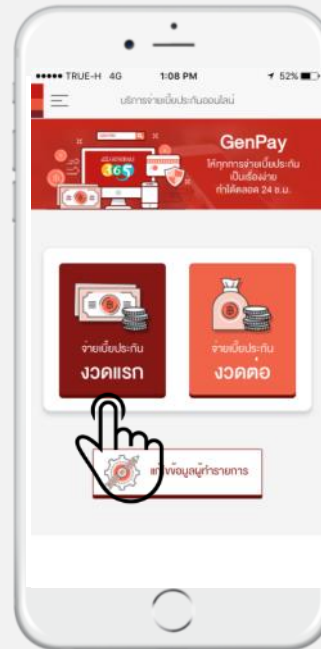 TRUE-H 4G 1:08 PM 52%
บริการจ่ายเบี้ยประกันออนไลน์
GenPay
ให้ทุกการจ่ายเบี้ยประกัน
เป็นเรื่องง่าย
ทำได้ตลอด 24 ช.ม.
365
จ่ายเบี้ยประกัน
งวดแรก
จ่ายเบี้ยประกัน
งวดต่อ
ข้อมูลผู้ทำรายการ